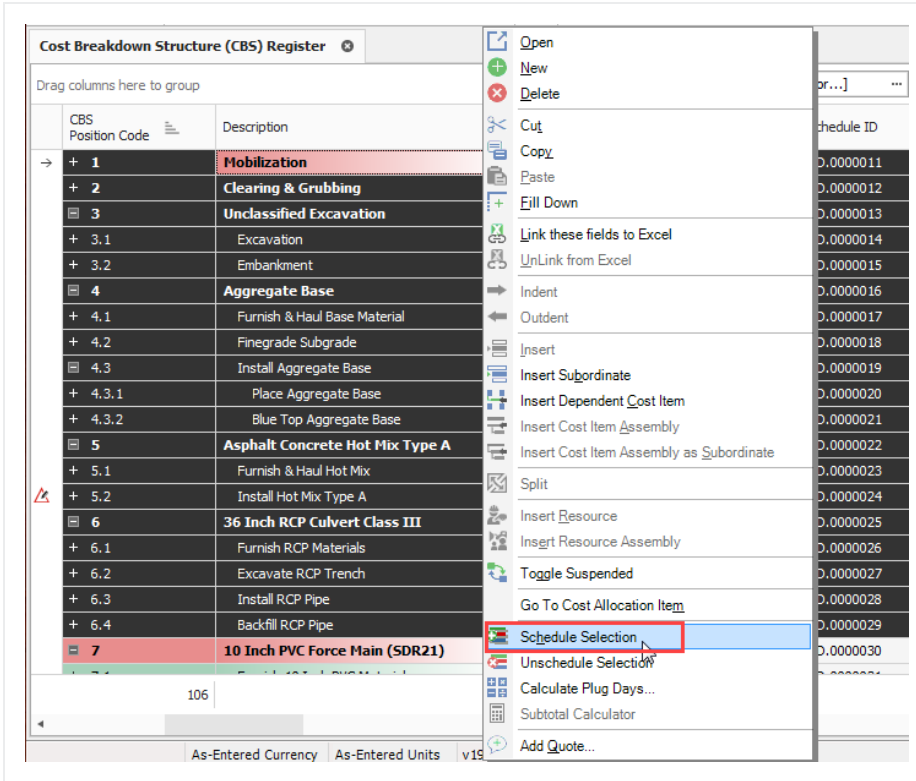 Cost Breakdown Structure (CBS) Register
Drag columns here to group
or...] ...
CBS
Position Code
Description
hedule ID
+ 1 Mobilization D.0000011
+ 2 Clearing & Grubbing D.0000012
3 Unclassified Excavation D.0000013
+ 3.1 Excavation D.0000014
+ 3.2 Embankment D.0000015
4 Aggregate Base D.0000016
+ 4.1 Furnish & Haul Base Material D.0000017
+ 4.2 Finegrade Subgrade D.0000018
4.3 Install Aggregate Base D.0000019
+ 4.3.1 Place Aggregate Base D.0000020
+ 4.3.2 Blue Top Aggregate Base D.0000021
5 Asphalt Concrete Hot Mix Type A D.0000022
+ 5.1 Furnish & Haul Hot Mix D.0000023
+ 5.2 Install Hot Mix Type A D.0000024
6 36 Inch RCP Culvert Class III D.0000025
+ 6.1 Furnish RCP Materials D.0000026
+ 6.2 Excavate RCP Trench D.0000027
+ 6.3 Install RCP Pipe D.0000028
+ 6.4 Backfill RCP Pipe D.0000029
7 10 Inch PVC Force Main (SDR21) D.0000030
106
As-Entered Currency As-Entered Units v19
Open
New
Delete
Cut
Copy
Paste
Fill Down
Link these fields to Excel
UnLink from Excel
Indent
Outdent
Insert
Insert Subordinate
Insert Dependent Cost Item
Insert Cost Item Assembly
Insert Cost Item Assembly as Subordinate
Split
Insert Resource
Insert Resource Assembly
Toggle Suspended
Go To Cost Allocation Item
Schedule Selection
Unschedule Selection
Calculate Plug Days...
Subtotal Calculator
Add Quote...